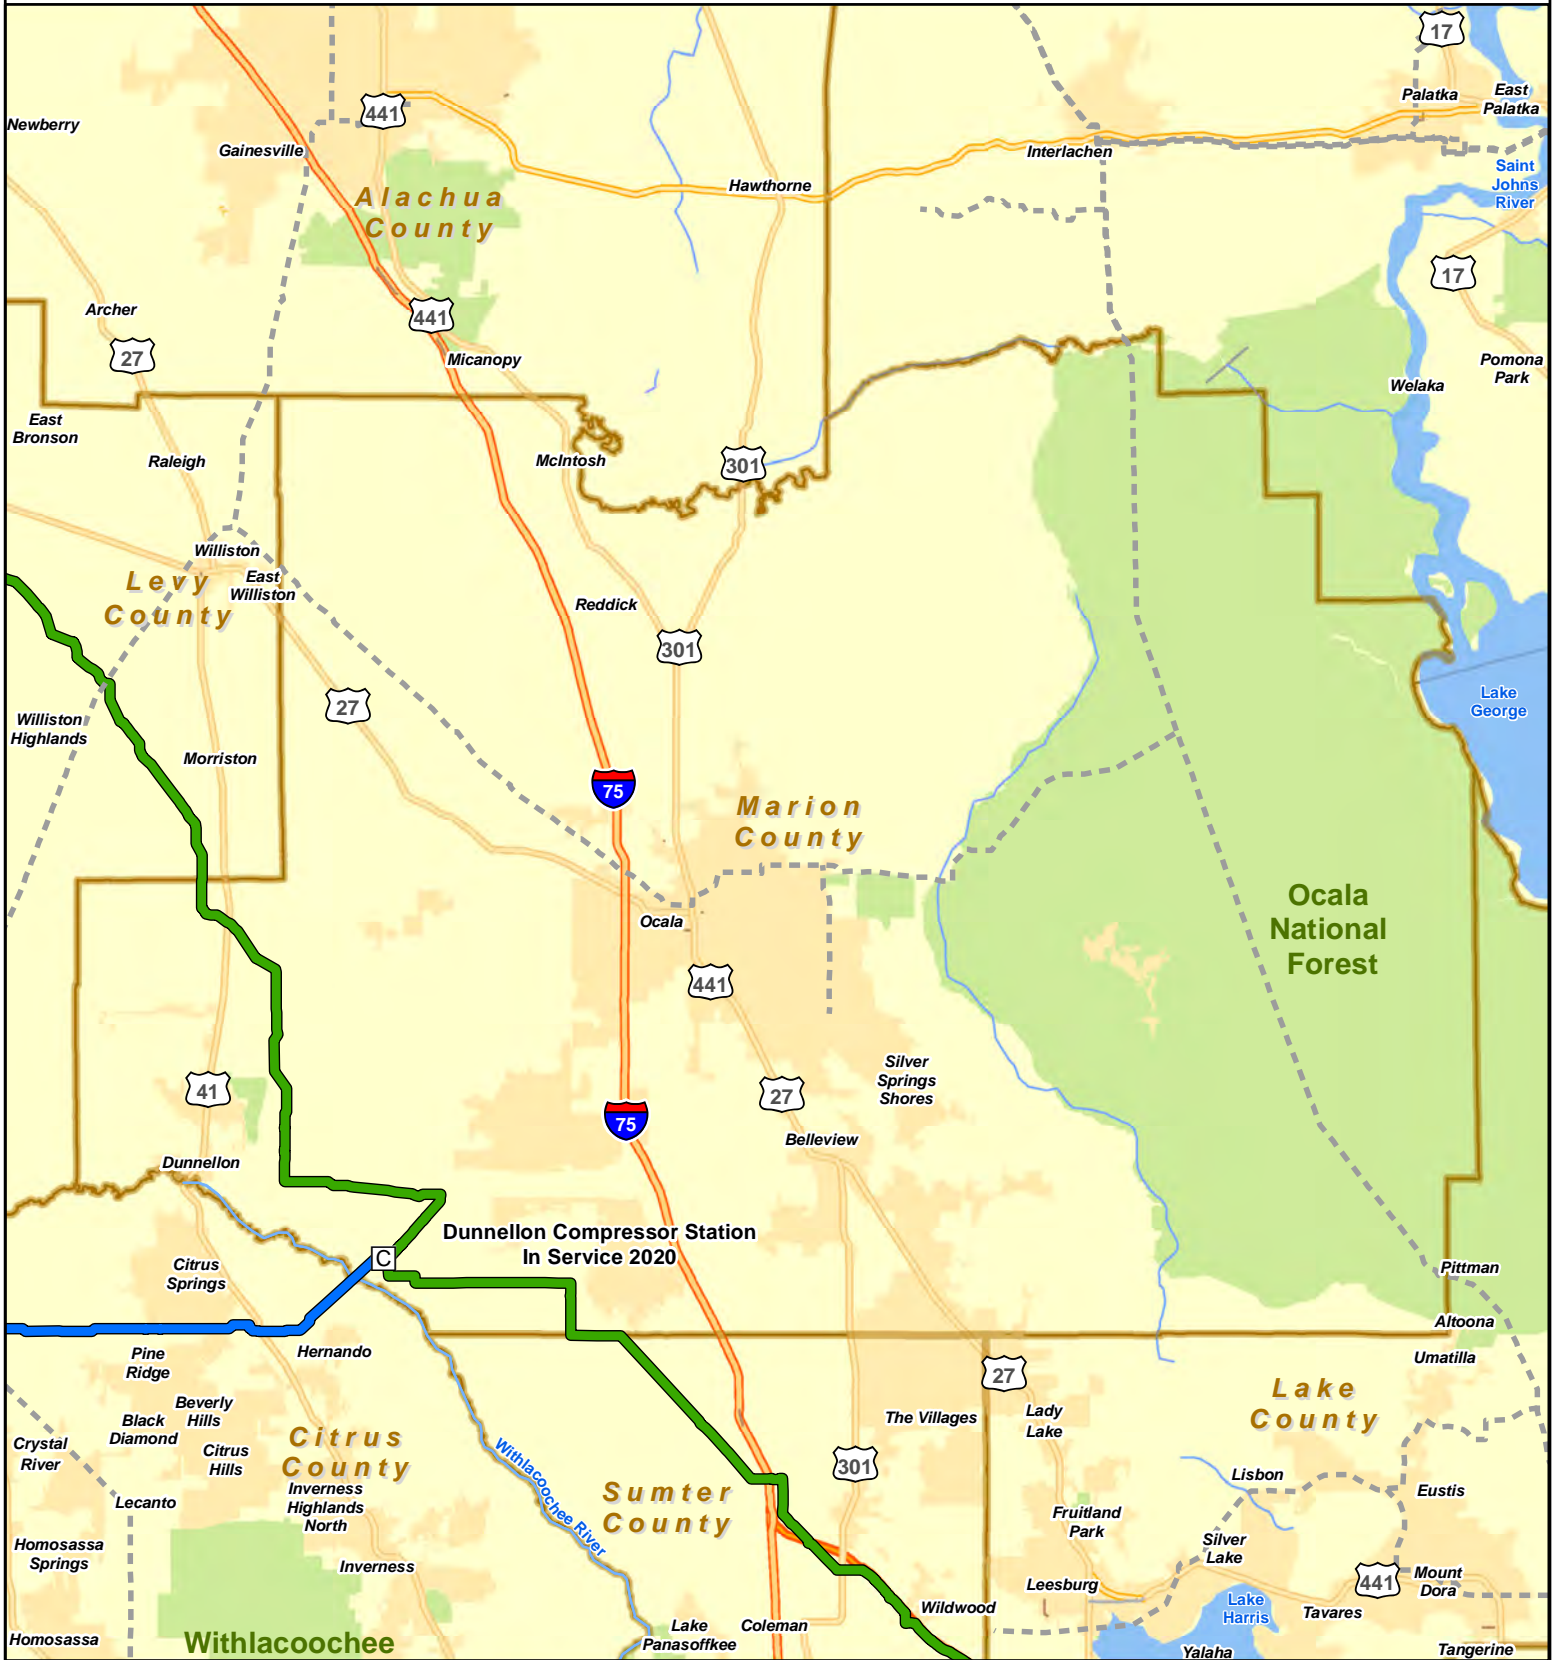 17
Palatka
East
Palatka
441
Newberry
Gainesville
Interlachen
Saint
Johns
River
Hawthorne
Alachua
County
17
Archer
441
27
Micanopy
Pomona
Park
Welaka
East
Bronson
Raleigh
McIntosh
301
Williston
East
Williston
Levy
County
Reddick
301
27
Lake
George
Williston
Highlands
Morriston
75
Marion
County
Ocala
National
Forest
Ocala
441
41
27
Silver
Springs
Shores
75
Belleview
Dunnellon
Dunnellon Compressor Station
In Service 2020
C
Citrus
Springs
Pittman
Altoona
Hernando
Pine
Ridge
Umatilla
27
Lake
County
Beverly
Hills
Black
Diamond
The Villages
Lady
Lake
Citrus
County
Crystal
River
Citrus
Hills
301
Lisbon
Withlacoochee River
Inverness
Highlands
North
Lecanto
Sumter
County
Eustis
Fruitland
Park
Homosassa
Springs
Silver
Lake
Inverness
Leesburg
441
Mount
Dora
Wildwood
Lake
Harris
Tavares
Lake
Panasoffkee
Coleman
Homosassa
Withlacoochee
Yalaha
Tangerine